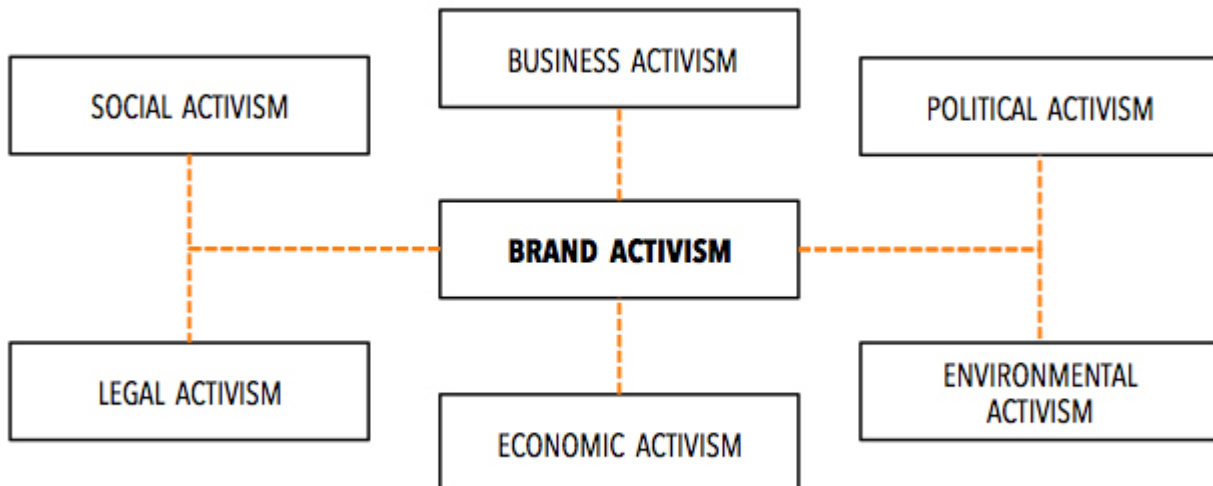 BUSINESS ACTIVISM
SOCIAL ACTIVISM
POLITICAL ACTIVISM
BRAND ACTIVISM
LEGAL ACTIVISM
ENVIRONMENTAL
ACTIVISM
ECONOMIC ACTIVISM